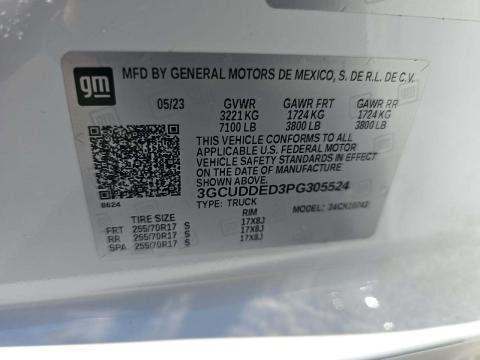 gm
MFD BY GENERAL MOTORS DE MEXICO, S. DE R.L. DE C.V.
05/23 GVWR GAWR FRT GAWR RR
3221 KG 1724 KG 1724 KG
7100 LB 3800 LB 3800 LB
THIS VEHICLE CONFORMS TO ALL
APPLICABLE U.S. FEDERAL MOTOR
VEHICLE SAFETY STANDARDS IN EFFECT
ON THE DATE OF MANUFACTURE
SHOWN ABOVE.
3GCUDDED3PG305524
8624
TYPE: TRUCK MODEL:
TIRE SIZE RIM
FRT 255/70R17 S 17X8J
RR 255/70R17 S 17X8J
SPA 255/70R17 S 17X8J